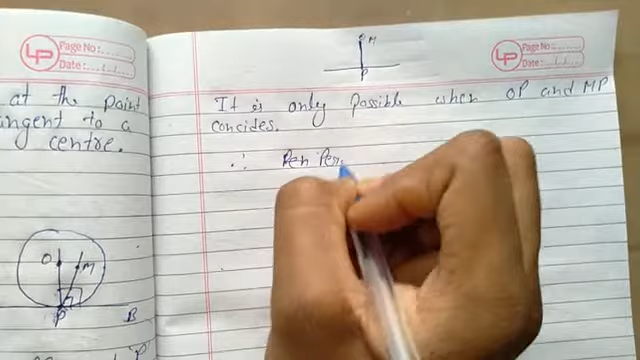 LP Page No:
Date:
at the point
angent to a
centre.
O
M
P
B
M
P
LP Page No:
Date:
It is only possible when OP and MP
concides.
∴ Pen Per